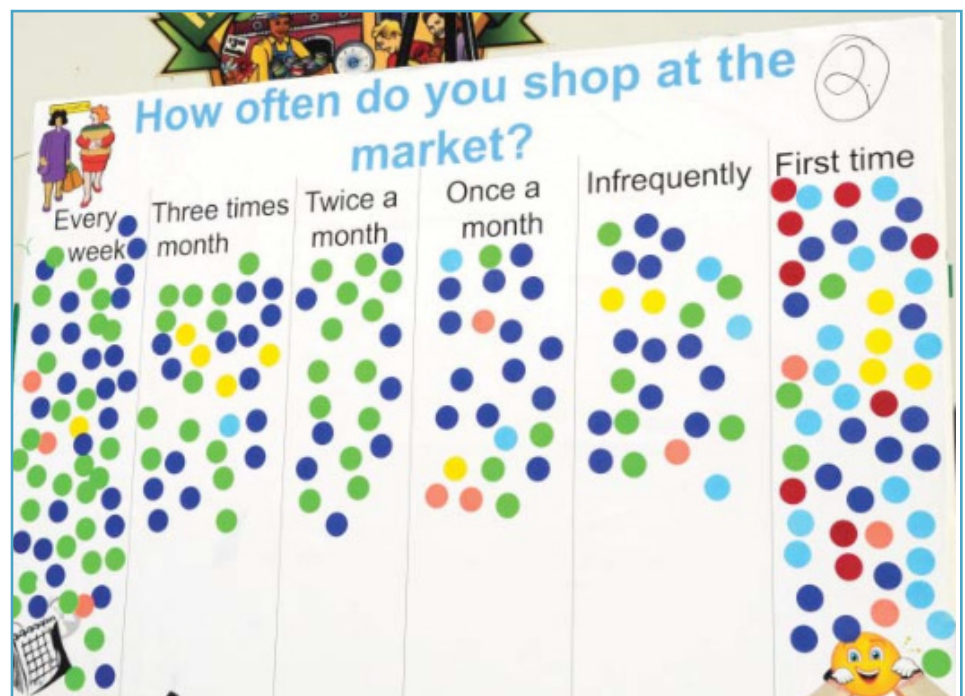 How often do you shop at the
market?
2.
Every
week
Three times
month
Twice a
month
Once a
month
Infrequently
First time